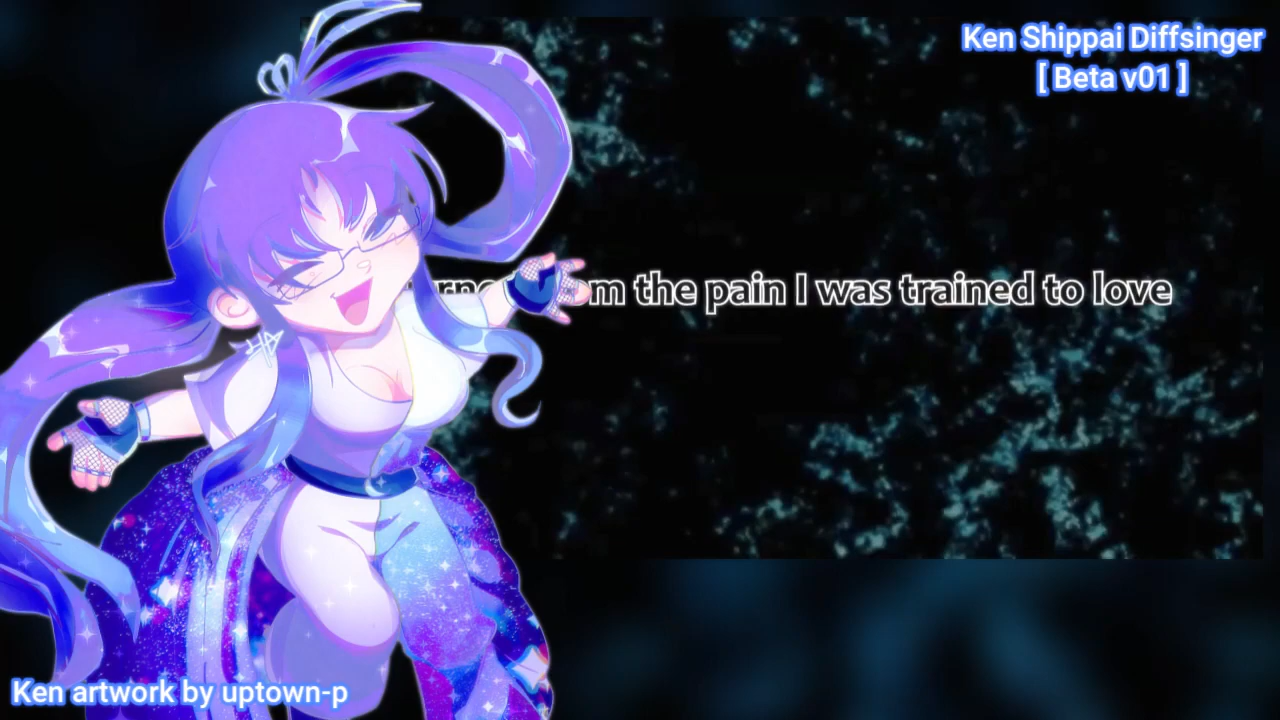 Ken Shippai Diffsinger
[ Beta v01 ]
the pain I was trained to love
Ken artwork by uptown-p